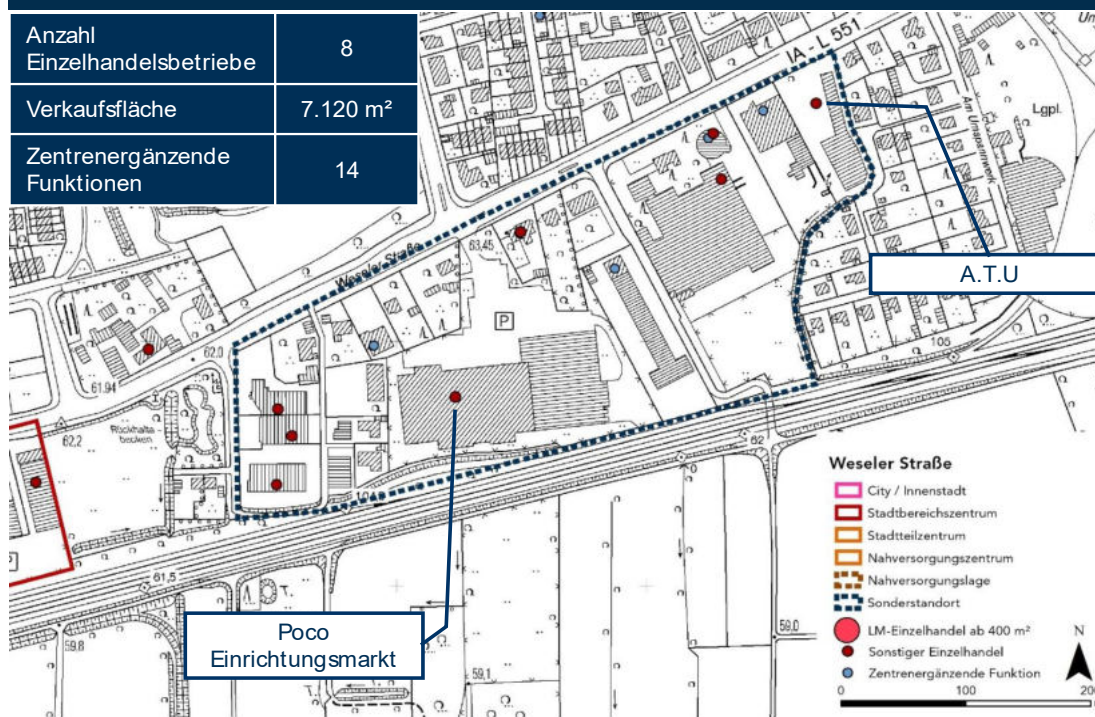 Anzahl
Einzelhandelsbetriebe
8
Verkaufsfläche
7.120 m²
Zentrenergänzende
Funktionen
14
IA - L 551
Am Umspannwerk
Lgpl.
Weseler Straße
63,45
A.T.U
P
62,0
61,94
105
62,2
Rückhalte-
becken
62
61,5
Poco
Einrichtungsmarkt
59,8
59,1
59,0
Weseler Straße
City / Innenstadt
Stadtbereichszentrum
Stadtteilzentrum
Nahversorgungszentrum
Nahversorgungslage
Sonderstandort
LM-Einzelhandel ab 400 m²
Sonstiger Einzelhandel
Zentrenergänzende Funktion
N
0
100